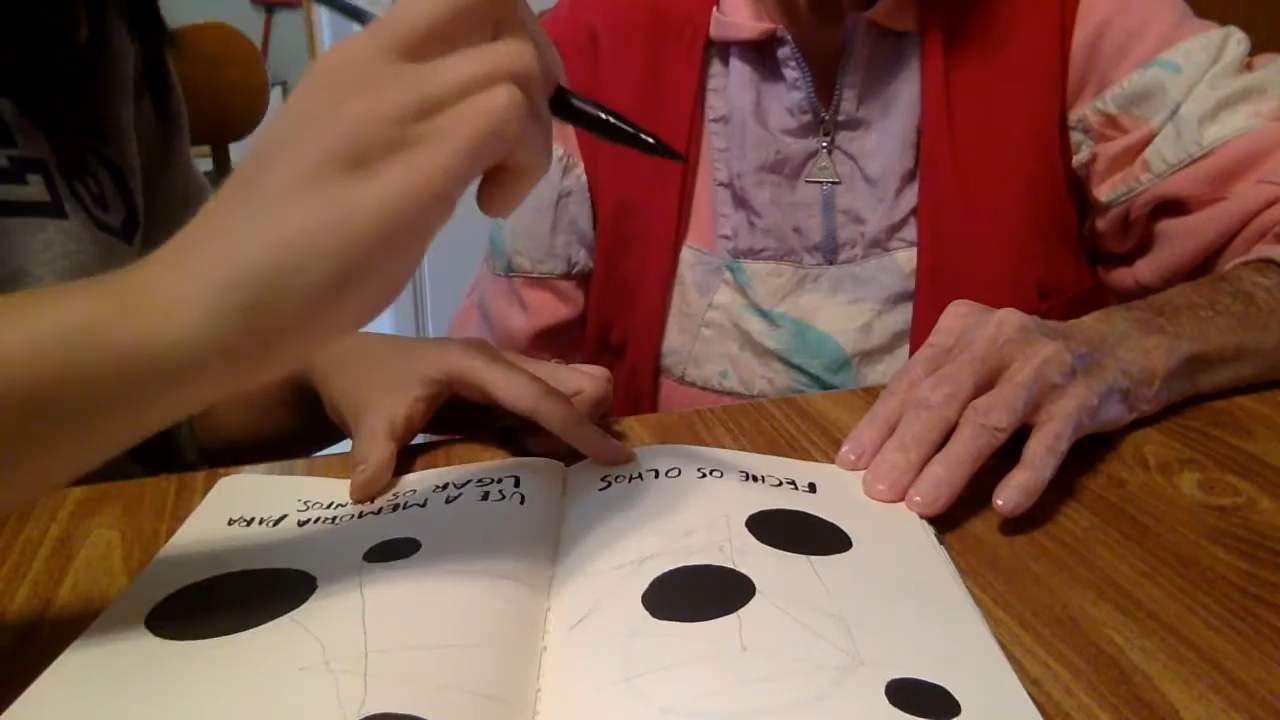 FECHE OS OLHOS
USE A MEMÓRIA PARA
LIGAR OS PONTOS.